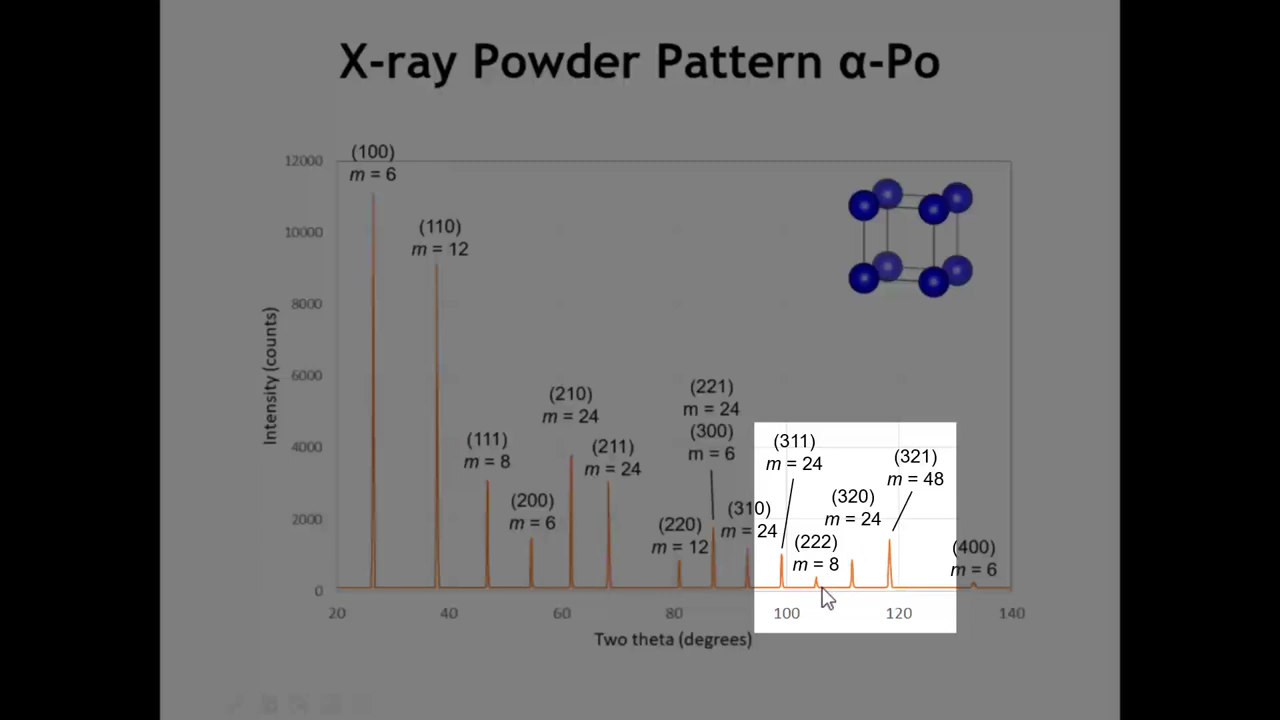 X-ray Powder Pattern α-Po
(100)
m = 6
(110)
m = 12
(111)
m = 8
(200)
m = 6
(210)
m = 24
(211)
m = 24
(220)
m = 12
(221)
m = 24
(300)
m = 6
(310)
m = 24
(311)
m = 24
(222)
m = 8
(320)
m = 24
(321)
m = 48
(400)
m = 6
12000
10000
8000
6000
4000
2000
0
Intensity (counts)
20 40 60 80 100 120 140
Two theta (degrees)